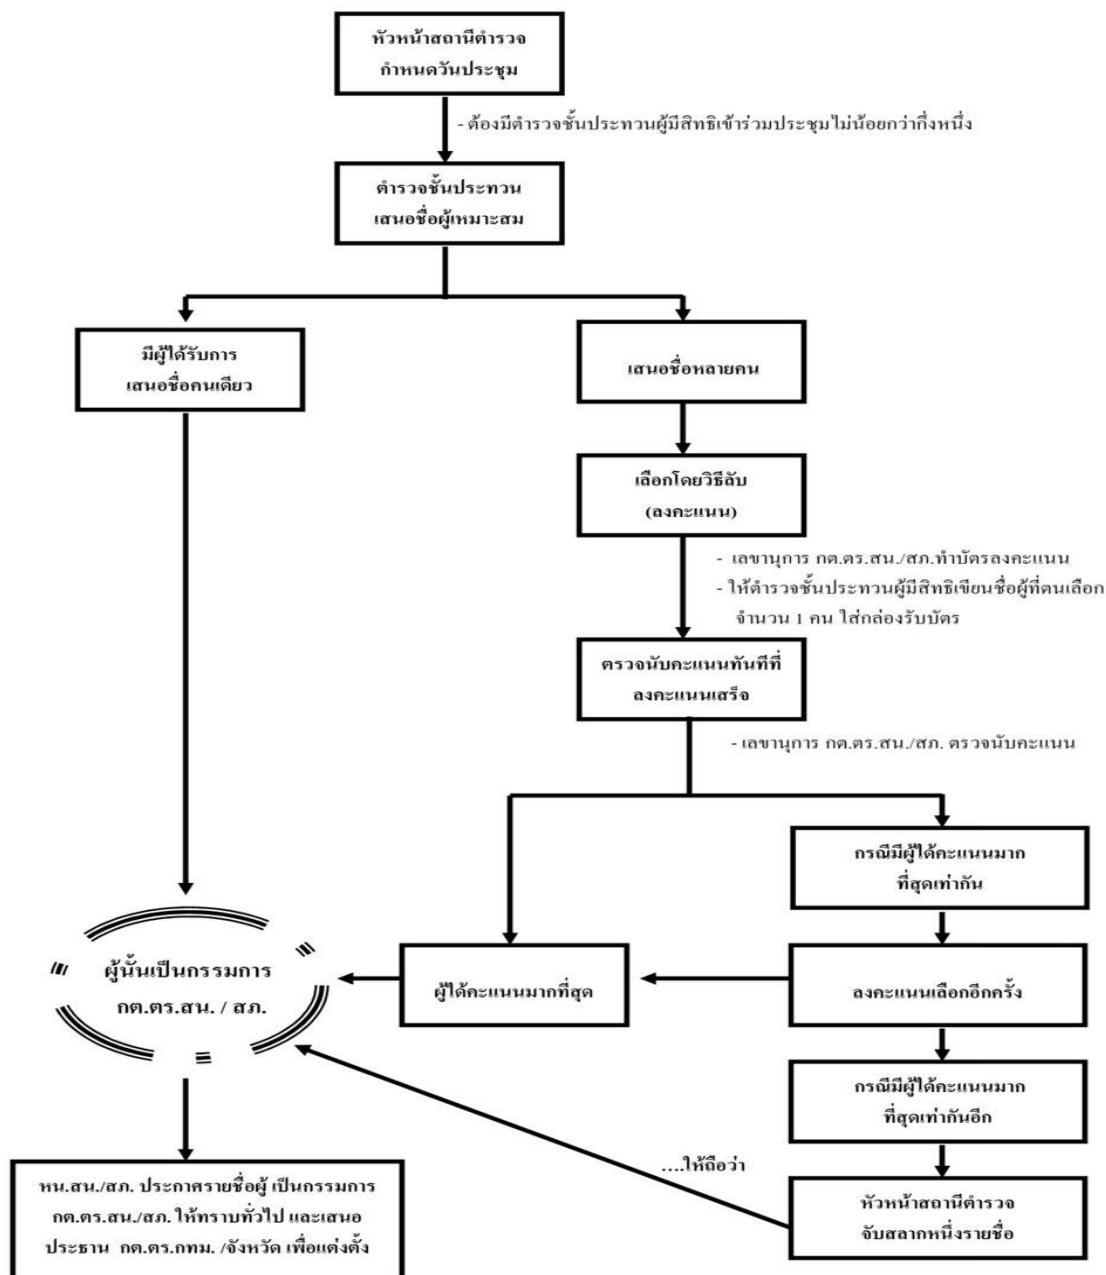 หัวหน้าสถานีตำรวจ
กำหนดวันประชุม
- ต้องมีตำรวจชั้นประทวนผู้มีสิทธิเข้าร่วมประชุมไม่น้อยกว่ากึ่งหนึ่ง
ตำรวจชั้นประทวน
เสนอชื่อผู้เหมาะสม
มีผู้ได้รับการ
เสนอชื่อคนเดียว
เสนอชื่อหลายคน
เลือกโดยวิธีลับ
(ลงคะแนน)
- เลขานุการ กต.ตร.สน./สภ.ทำบัตรลงคะแนน
- ให้ตำรวจชั้นประทวนผู้มีสิทธิเขียนชื่อผู้ที่ตนเลือก
จำนวน 1 คน ใส่กล่องรับบัตร
ตรวจนับคะแนนทันทีที่
ลงคะแนนเสร็จ
- เลขานุการ กต.ตร.สน./สภ. ตรวจนับคะแนน
กรณีมีผู้ได้คะแนนมาก
ที่สุดเท่ากัน
ผู้นั้นเป็นกรรมการ
กต.ตร.สน. / สภ.
ผู้ได้คะแนนมากที่สุด
ลงคะแนนเลือกอีกครั้ง
กรณีมีผู้ได้คะแนนมาก
ที่สุดเท่ากันอีก
....ให้ถือว่า
หัวหน้าสถานีตำรวจ
จับสลากหนึ่งรายชื่อ
หน.สน./สภ. ประกาศรายชื่อผู้ เป็นกรรมการ
กต.ตร.สน./สภ. ให้ทราบทั่วไป และเสนอ
ประธาน กต.ตร.กทม. /จังหวัด เพื่อแต่งตั้ง